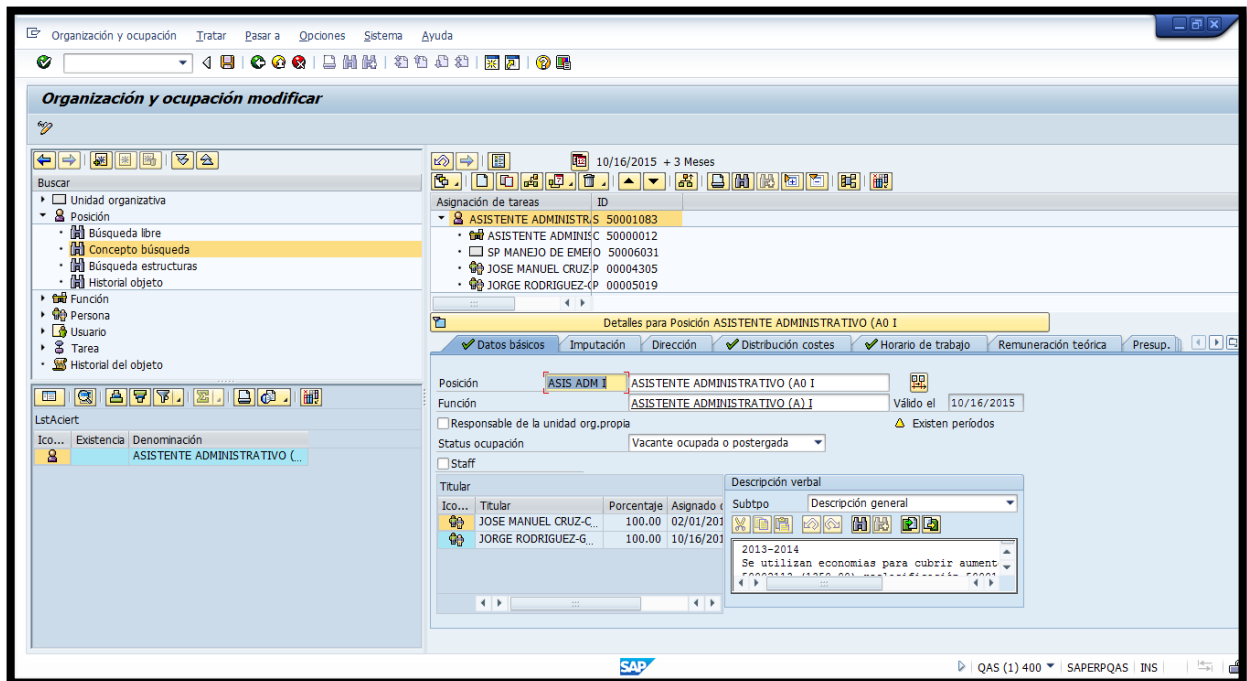 Organización y ocupación Tratar Pasar a Opciones Sistema Ayuda
Organización y ocupación modificar
10/16/2015 + 3 Meses
Buscar
Unidad organizativa
Posición
Búsqueda libre
Concepto búsqueda
Búsqueda estructuras
Historial objeto
Función
Persona
Usuario
Tarea
Historial del objeto
LstAciert
Ico... Existencia Denominación
ASISTENTE ADMINISTRATIVO (...
Asignación de tareas ID
ASISTENTE ADMINISTR S 50001083
ASISTENTE ADMINIS C 50000012
SP MANEJO DE EME O 50006031
JOSE MANUEL CRUZ- P 00004305
JORGE RODRIGUEZ- P 00005019
Detalles para Posición ASISTENTE ADMINISTRATIVO (A0 I
Datos básicos Imputación Dirección Distribución costes Horario de trabajo Remuneración teórica Presup.
Posición ASIS ADM I ASISTENTE ADMINISTRATIVO (A0 I
Función ASISTENTE ADMINISTRATIVO (A) I Válido el 10/16/2015
Responsable de la unidad org.propia Existen períodos
Status ocupación Vacante ocupada o postergada
Staff
Titular
Ico... Titular Porcentaje Asignado
JOSE MANUEL CRUZ-C... 100.00 02/01/201
JORGE RODRIGUEZ-G... 100.00 10/16/201
Descripción verbal
Subtpo Descripción general
2013-2014
Se utilizan economias para cubrir aument
SAP
QAS (1) 400 SAPERPQAS INS